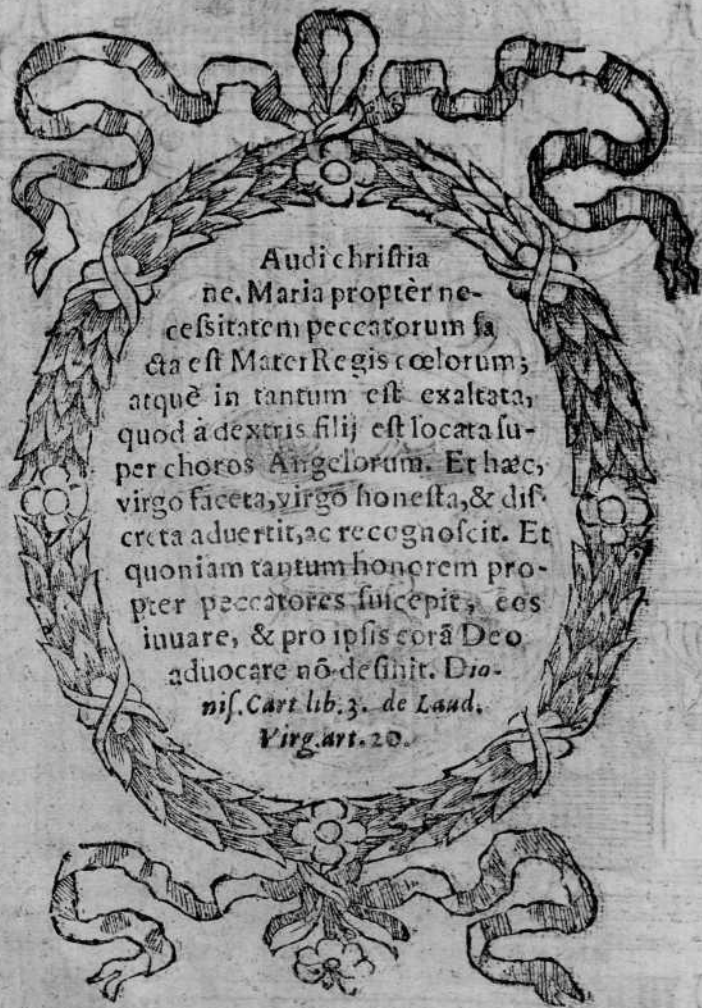 Audi chriſtia
ne. Maria proptèr ne-
ceſsitatem peccatorum fa
cta eſt Mater Regis cœlorum;
atquè in tantum eſt exaltata,
quod à dextris filij eſt locata ſu-
per choros Angelorum. Et hæc,
virgo faceta, virgo honeſta, & diſ-
creta aduertit, ac recognoſcit. Et
quoniam tantum honorem pro-
pter peccatores ſuſcepit, eos
iuuare, & pro ipſis corã Deo
aduocare nõ deſinit. Dio-
niſ. Cart lib. 3. de Laud.
Virg. art. 20.